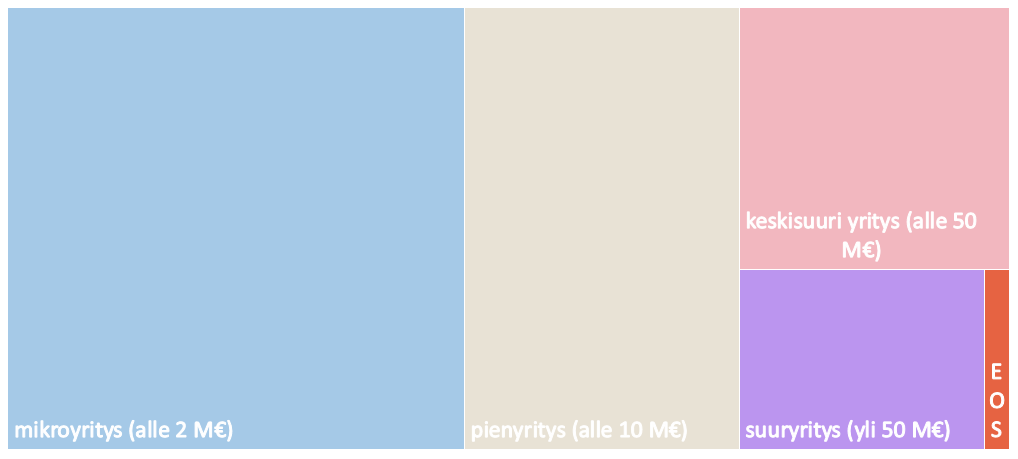 mikroyritys (alle 2 M€)
pienyritys (alle 10 M€)
keskisuuri yritys (alle 50
M€)
suuryritys (yli 50 M€)
E
O
S